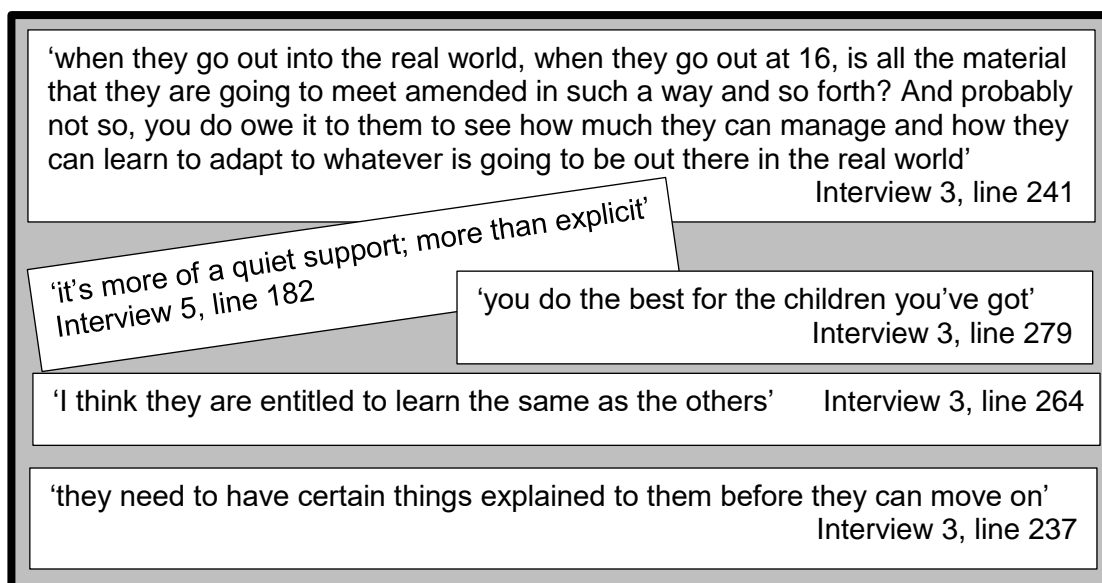 ‘when they go out into the real world, when they go out at 16, is all the material
that they are going to meet amended in such a way and so forth? And probably
not so, you do owe it to them to see how much they can manage and how they
can learn to adapt to whatever is going to be out there in the real world’
Interview 3, line 241
‘it’s more of a quiet support; more than explicit’
Interview 5, line 182
‘you do the best for the children you’ve got’
Interview 3, line 279
‘I think they are entitled to learn the same as the others’ Interview 3, line 264
‘they need to have certain things explained to them before they can move on’
Interview 3, line 237